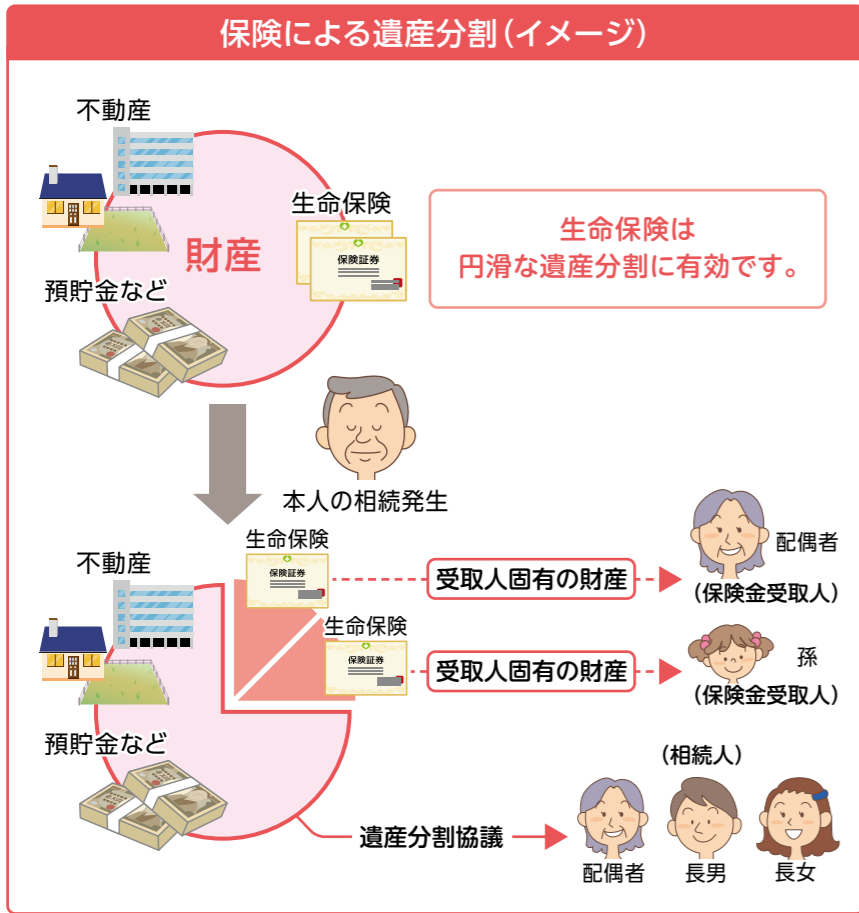 保険による遺産分割(イメージ)
不動産
生命保険
保険証券
財産
預貯金など
生命保険は
円滑な遺産分割に有効です。
本人の相続発生
不動産
生命保険
保険証券
受取人固有の財産
配偶者
(保険金受取人)
生命保険
保険証券
受取人固有の財産
孫
(保険金受取人)
預貯金など
(相続人)
遺産分割協議
配偶者
長男
長女